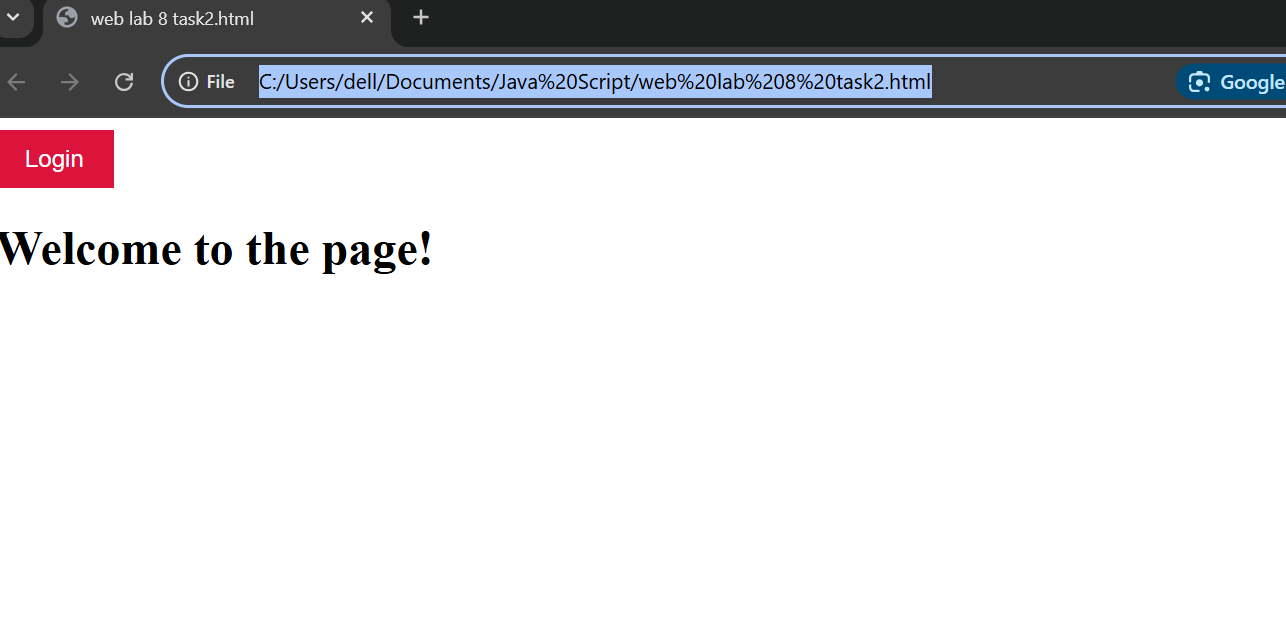 web lab 8 task2.html
File C:/Users/dell/Documents/Java%20Script/web%20lab%208%20task2.html Google
Login
Welcome to the page!